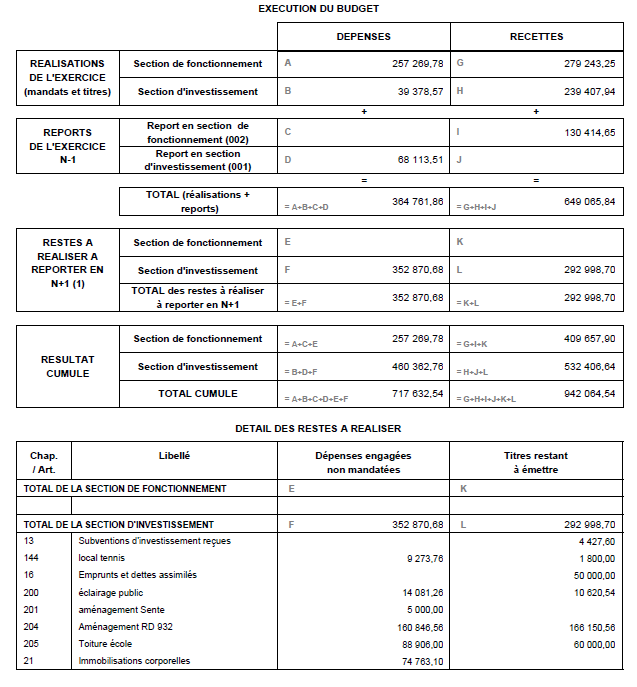 EXECUTION DU BUDGET
DEPENSES RECETTES
REALISATIONS DE L'EXERCICE (mandats et titres) Section de fonctionnement A 257 269,78 G 279 243,25
Section d'investissement B 39 378,57 H 239 407,94
+ +
REPORTS DE L'EXERCICE N-1 Report en section de fonctionnement (002) C I 130 414,65
Report en section d'investissement (001) D 68 113,51 J
= =
TOTAL (réalisations + reports) = A+B+C+D 364 761,86 = G+H+I+J 649 065,84
RESTES A REALISER A REPORTER EN N+1 (1) Section de fonctionnement E K
Section d'investissement F 352 870,68 L 292 998,70
TOTAL des restes à réaliser à reporter en N+1 = E+F 352 870,68 = K+L 292 998,70
RESULTAT CUMULE Section de fonctionnement = A+C+E 257 269,78 = G+I+K 409 657,90
Section d'investissement = B+D+F 460 362,76 = H+J+L 532 406,64
TOTAL CUMULE = A+B+C+D+E+F 717 632,54 = G+H+I+J+K+L 942 064,54
DETAIL DES RESTES A REALISER
Chap. / Art. Libellé Dépenses engagées non mandatées Titres restant à émettre
TOTAL DE LA SECTION DE FONCTIONNEMENT E K
TOTAL DE LA SECTION D'INVESTISSEMENT F 352 870,68 L 292 998,70
13 Subventions d'investissement reçues 4 427,60
144 local tennis 9 273,76 1 800,00
16 Emprunts et dettes assimilés 50 000,00
200 éclairage public 14 081,26 10 620,54
201 aménagement Sente 5 000,00
204 Aménagement RD 932 160 846,56 166 150,56
205 Toiture école 88 906,00 60 000,00
21 Immobilisations corporelles 74 763,10